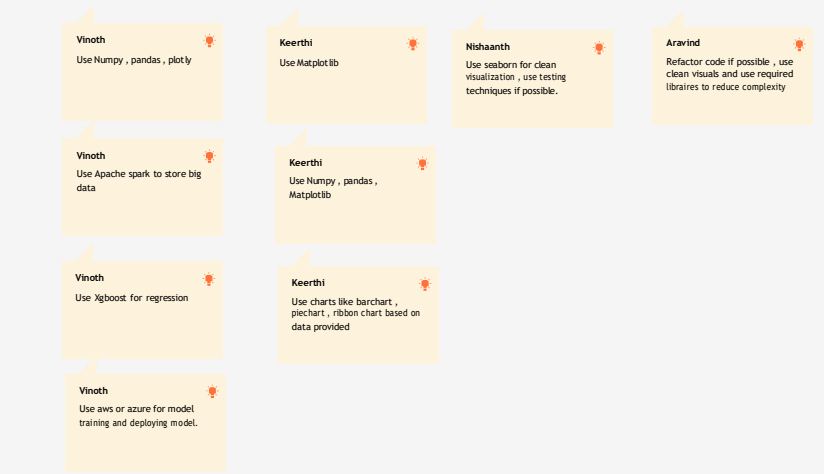 Vinoth
Use Numpy , pandas , plotly
Keerthi
Use Matplotlib
Nishaanth
Use seaborn for clean
visualization , use testing
techniques if possible.
Aravind
Refactor code if possible , use
clean visuals and use required
libraires to reduce complexity
Vinoth
Use Apache spark to store big
data
Keerthi
Use Numpy , pandas ,
Matplotlib
Vinoth
Use Xgboost for regression
Keerthi
Use charts like barchart ,
piechart , ribbon chart based on
data provided
Vinoth
Use aws or azure for model
training and deploying model.